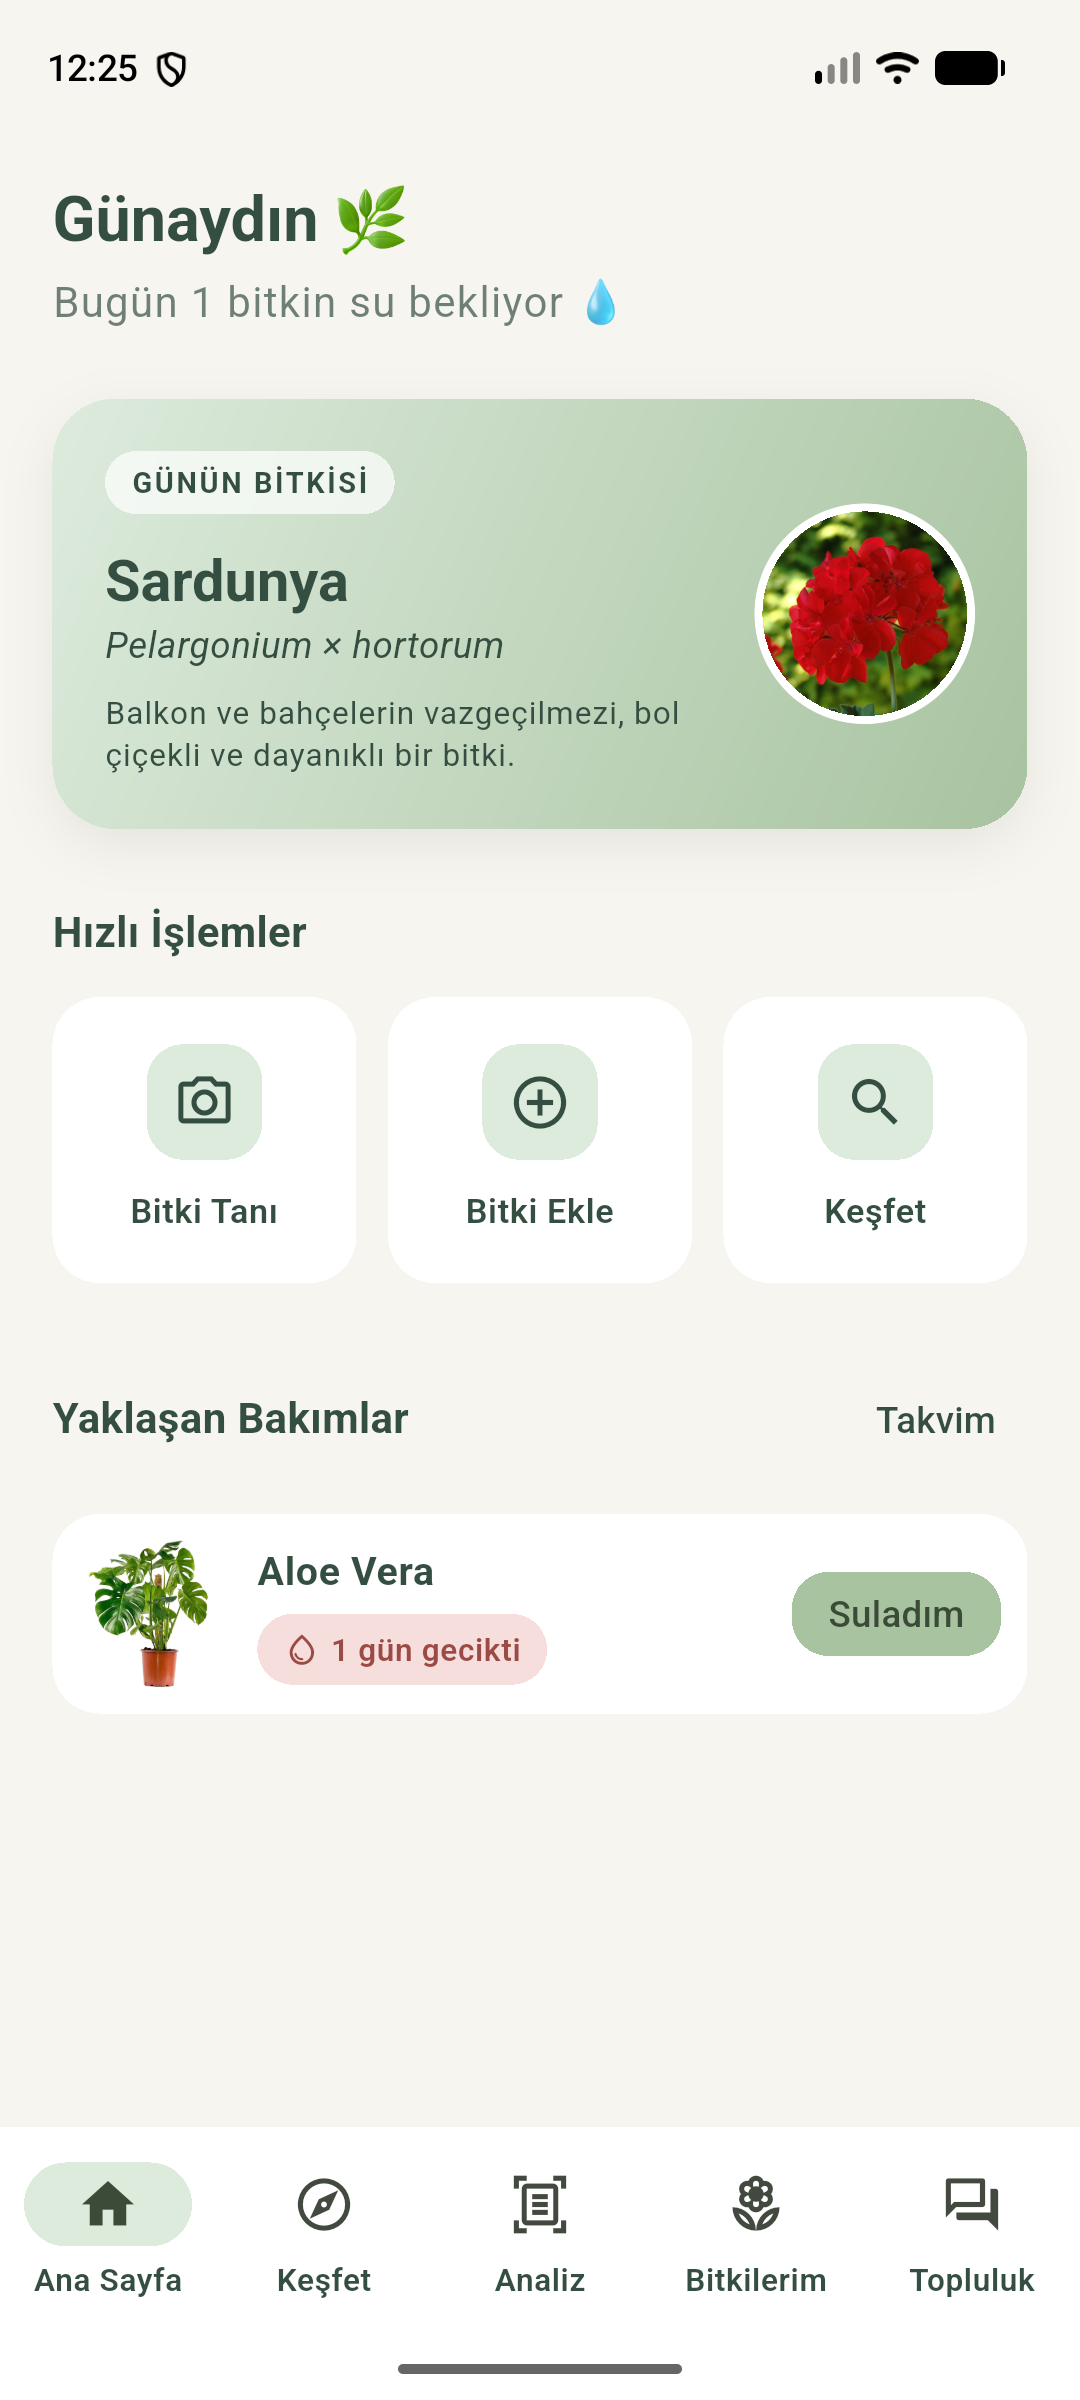 12:25
Günaydın 🌿
Bugün 1 bitkin su bekliyor 💧
GÜNÜN BİTKİSİ
Sardunya
Pelargonium × hortorum
Balkon ve bahçelerin vazgeçilmezi, bol
çiçekli ve dayanıklı bir bitki.
Hızlı İşlemler
Bitki Tanı
Bitki Ekle
Keşfet
Yaklaşan Bakımlar
Takvim
Aloe Vera
1 gün gecikti
Suladım
Ana Sayfa
Keşfet
Analiz
Bitkilerim
Topluluk